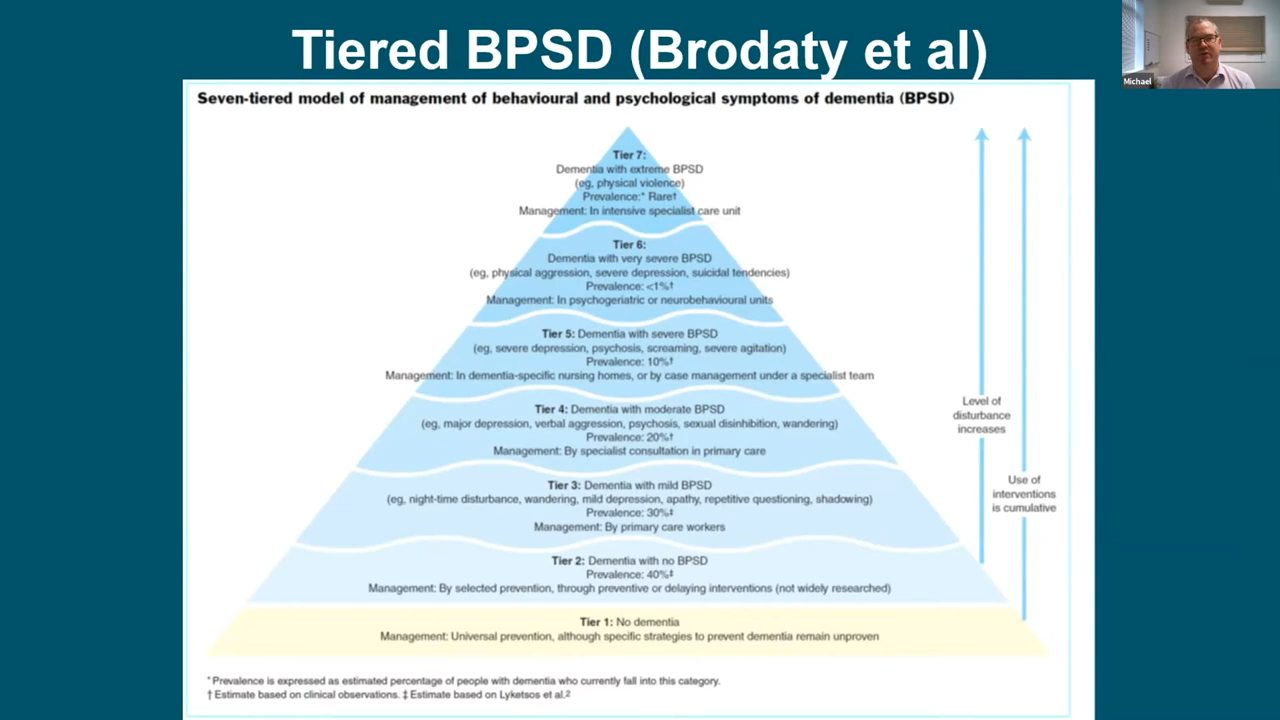 Tiered BPSD (Brodaty et al)
Michael
Seven-tiered model of management of behavioural and psychological symptoms of dementia (BPSD)
Tier 7:
Dementia with extreme BPSD
(eg, physical violence)
Prevalence:* Rare†
Management: In intensive specialist care unit
Tier 6:
Dementia with very severe BPSD
(eg, physical aggression, severe depression, suicidal tendencies)
Prevalence: <1%†
Management: In psychogeriatric or neurobehavioural units
Tier 5: Dementia with severe BPSD
(eg, severe depression, psychosis, screaming, severe agitation)
Prevalence: 10%†
Management: In dementia-specific nursing homes, or by case management under a specialist team
Tier 4: Dementia with moderate BPSD
(eg, major depression, verbal aggression, psychosis, sexual disinhibition, wandering)
Prevalence: 20%†
Management: By specialist consultation in primary care
Tier 3: Dementia with mild BPSD
(eg, night-time disturbance, wandering, mild depression, apathy, repetitive questioning, shadowing)
Prevalence: 30%‡
Management: By primary care workers
Tier 2: Dementia with no BPSD
Prevalence: 40%‡
Management: By selected prevention, through preventive or delaying interventions (not widely researched)
Tier 1: No dementia
Management: Universal prevention, although specific strategies to prevent dementia remain unproven
Level of
disturbance
increases
Use of
interventions
is cumulative
*Prevalence is expressed as estimated percentage of people with dementia who currently fall into this category.
† Estimate based on clinical observations. ‡ Estimate based on Lyketsos et al.²